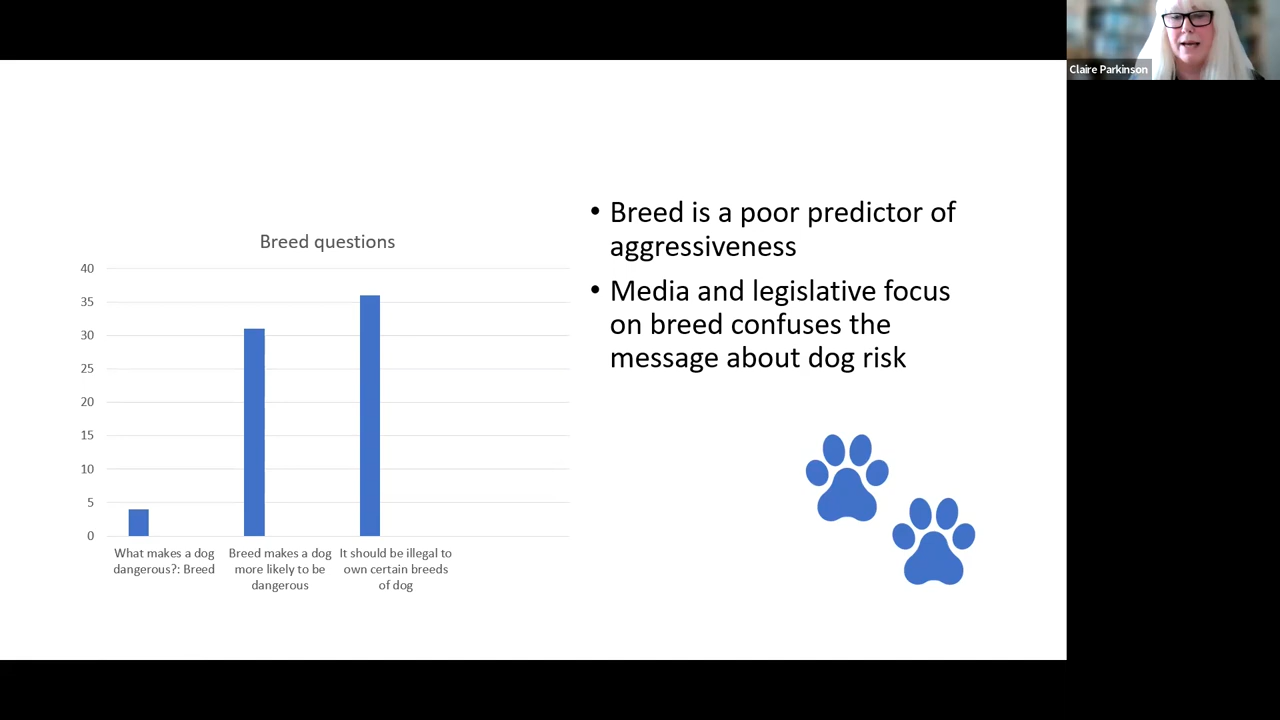 Claire Parkinson
Breed questions
40
35
30
25
20
15
10
5
0
What makes a dog
dangerous?: Breed
Breed makes a dog
more likely to be
dangerous
It should be illegal to
own certain breeds
of dog
• Breed is a poor predictor of
aggressiveness
• Media and legislative focus
on breed confuses the
message about dog risk